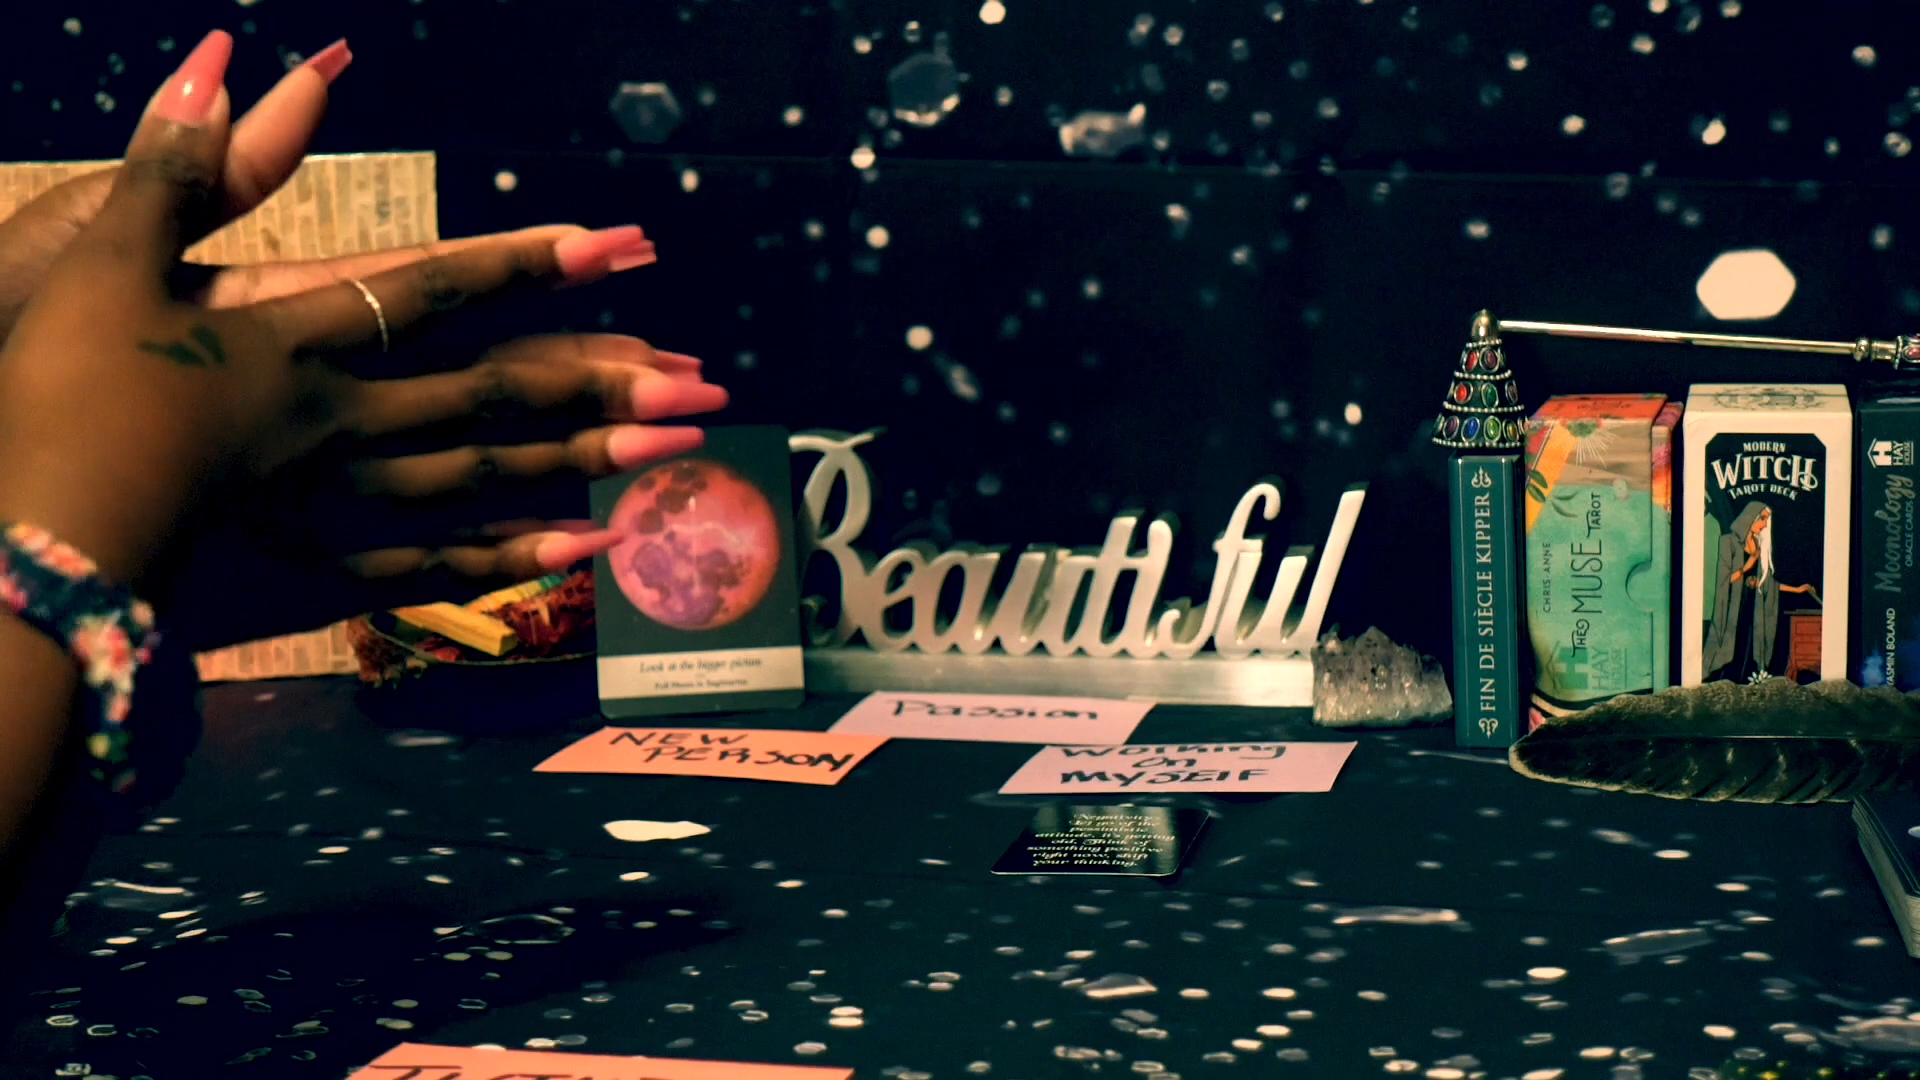 Beautiful
Look at the bigger picture
Full Moon in Sagittarius
Passion
NEW
PERSON
Working
on
MYSElF
Negativity:
Let go of the
pessimistic
attitude, it's getting
old. Think of
something positive
right now, shift
your thinking.
FIN DE SIÈCLE KIPPER
CHRIS-ANNE
THE MUSE TAROT
HAY
HOUSE
MODERN
WITCH
TAROT DECK
HAY
HOUSE
Moonology
ORACLE CARDS
YASMIN BOLAND